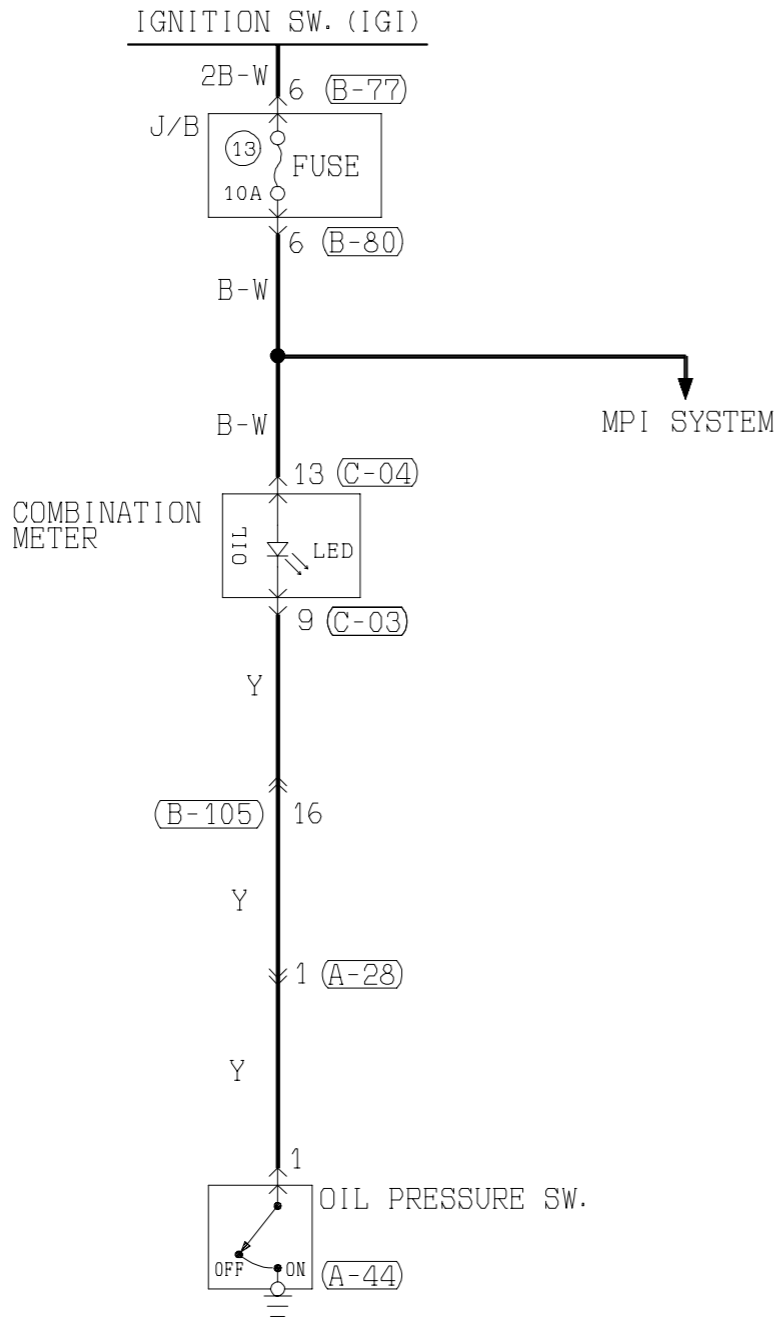 IGNITION SW. (IGI)
2B-W
6 (B-77)
J/B
13
FUSE
10A
6 (B-80)
B-W
MPI SYSTEM
B-W
13 (C-04)
COMBINATION
METER
OIL
LED
9 (C-03)
Y
(B-105) 16
Y
1 (A-28)
Y
1
OIL PRESSURE SW.
OFF
ON
(A-44)